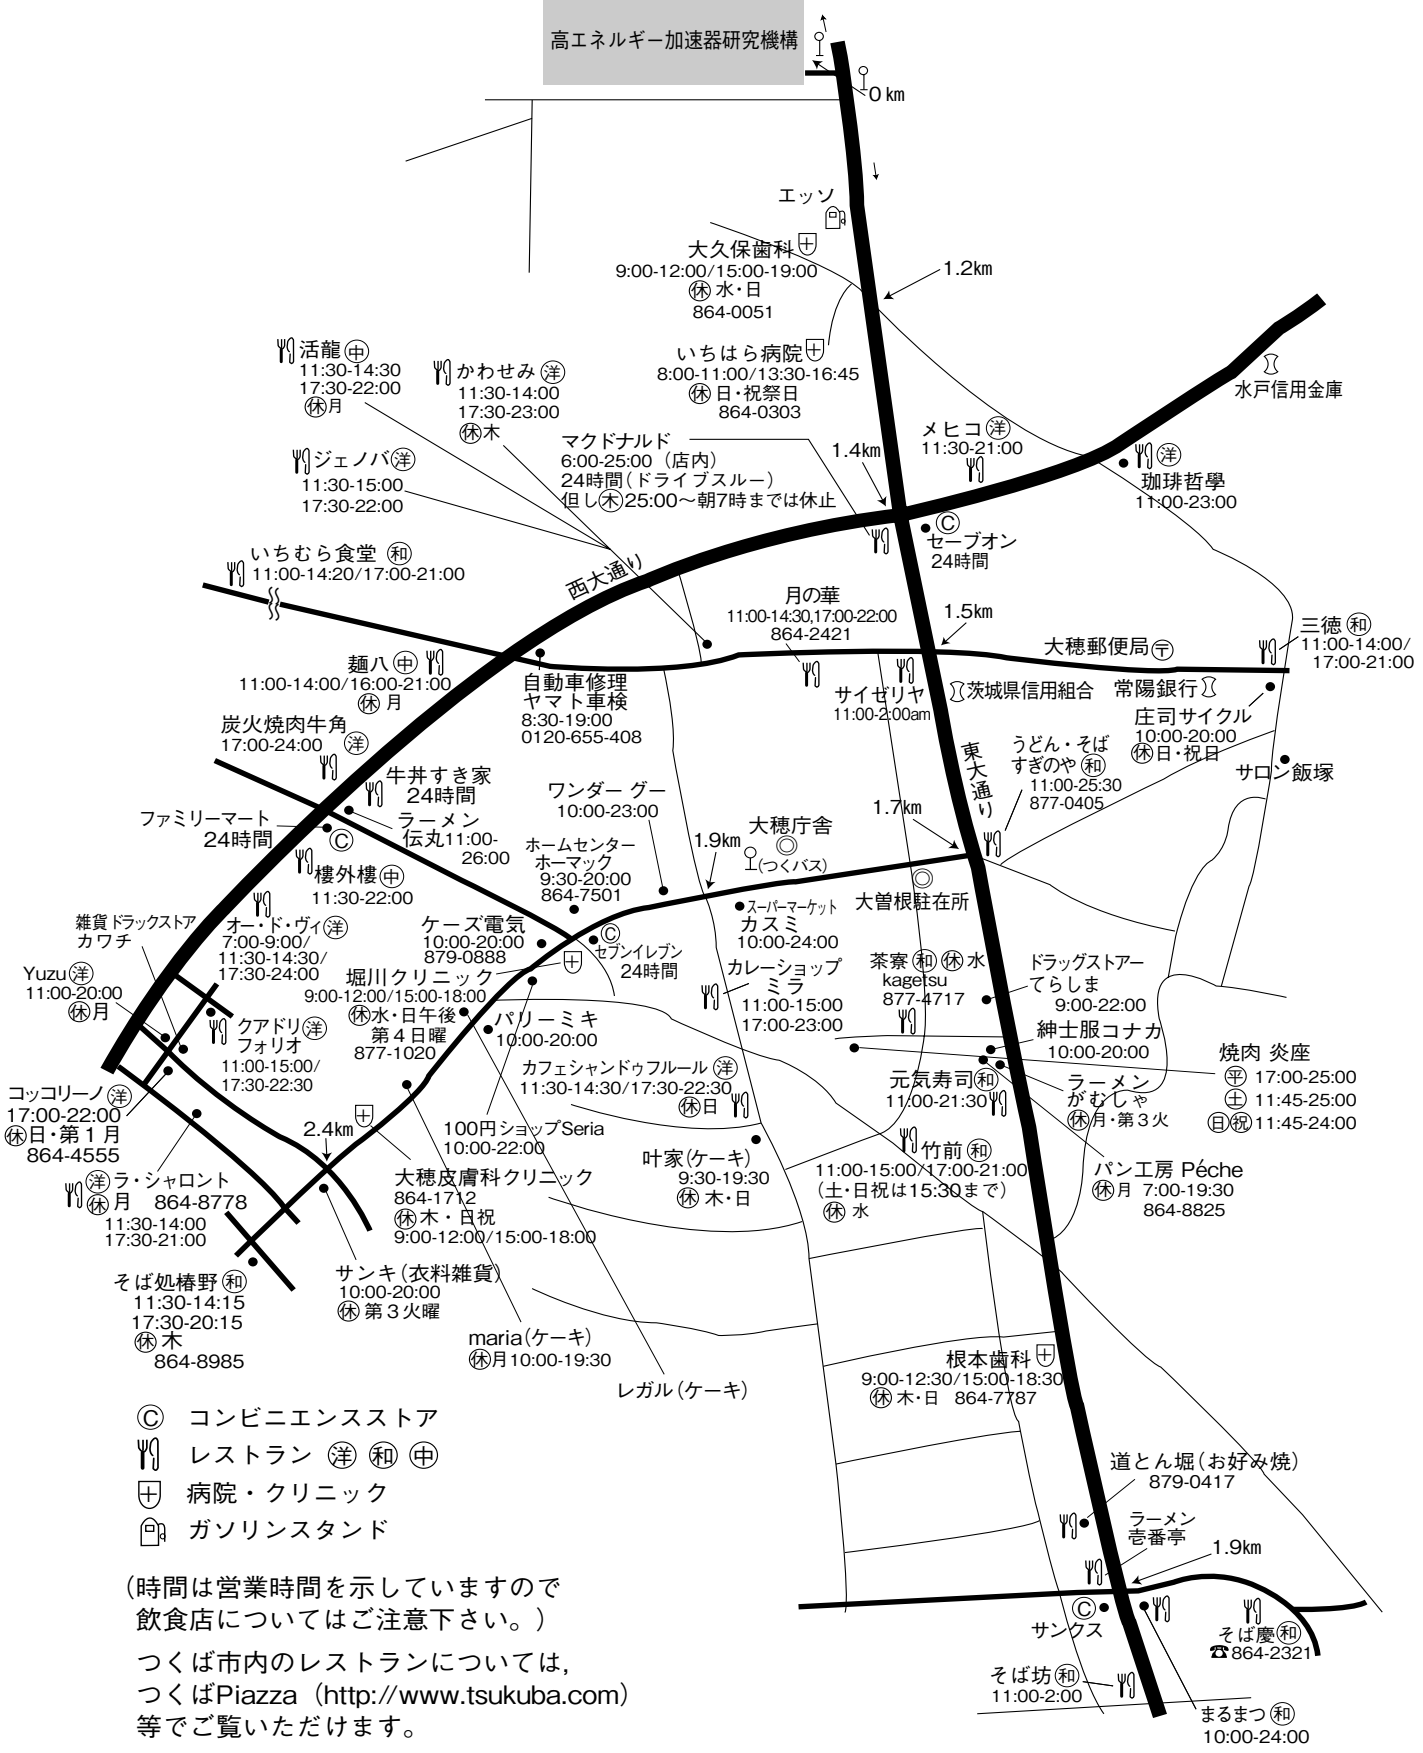 高エネルギー加速器研究機構
0 km
エッソ
大久保歯科
9:00-12:00/15:00-19:00
休 水・日
864-0051
1.2km
いちはら病院
8:00-11:00/13:30-16:45
休 日・祝祭日
864-0303
活龍 中
11:30-14:30
17:30-22:00
休月
かわせみ 洋
11:30-14:00
17:30-23:00
休木
ジェノバ 洋
11:30-15:00
17:30-22:00
マクドナルド
6:00-25:00（店内）
24時間（ドライブスルー）
但し木25:00～朝7時までは休止
1.4km
メヒコ 洋
11:30-21:00
水戸信用金庫
洋
珈琲哲學
11:00-23:00
C
セーブオン
24時間
いちむら食堂 和
11:00-14:20/17:00-21:00
西大通り
月の華
11:00-14:30,17:00-22:00
864-2421
1.5km
大穂郵便局〒
三徳 和
11:00-14:00/
17:00-21:00
麺八 中
11:00-14:00/16:00-21:00
休 月
自動車修理
ヤマト車検
8:30-19:00
0120-655-408
サイゼリヤ
11:00-2:00am
茨城県信用組合
常陽銀行
庄司サイクル
10:00-20:00
休日・祝日
サロン飯塚
炭火焼肉牛角
17:00-24:00 洋
牛丼すき家
24時間
ファミリーマート
24時間
C
ラーメン
伝丸11:00-
26:00
ワンダー グー
10:00-23:00
ホームセンター
ホーマック
9:30-20:00
864-7501
1.9km
大穂庁舎
（つくバス）
1.7km
東大通り
うどん・そば
すぎのや 和
11:00-25:30
877-0405
大曽根駐在所
樓外樓 中
11:30-22:00
オー・ド・ヴィ 洋
7:00-9:00/
11:30-14:30/
17:30-24:00
雑貨 ドラックストア
カワチ
Yuzu 洋
11:00-20:00
休月
ケーズ電気
10:00-20:00
879-0888
C
セブンイレブン
24時間
スーパーマーケット
カスミ
10:00-24:00
堀川クリニック
9:00-12:00/15:00-18:00
休水・日午後
第４日曜
877-1020
パリーミキ
10:00-20:00
カレーショップ
ミラ
11:00-15:00
17:00-23:00
茶寮 和 休 水
kagetsu
877-4717
ドラッグストアー
てらしま
9:00-22:00
紳士服コナカ
10:00-20:00
クアドリ 洋
フォリオ
11:00-15:00/
17:30-22:30
カフェシャンドゥフルール 洋
11:30-14:30/17:30-22:30
休日
元気寿司 和
11:00-21:30
ラーメン
がむしゃ
休月・第３火
焼肉 炎座
平 17:00-25:00
土 11:45-25:00
日祝 11:45-24:00
コッコリーノ 洋
17:00-22:00
休日・第１月
864-4555
2.4km
100円ショップSeria
10:00-22:00
叶家（ケーキ）
9:30-19:30
休 木・日
竹前 和
11:00-15:00/17:00-21:00
（土・日祝は15:30まで）
休 水
パン工房 Péche
休月 7:00-19:30
864-8825
洋 ラ・シャロント
休 月 864-8778
11:30-14:00
17:30-21:00
大穂皮膚科クリニック
864-1712
休 木・日祝
9:00-12:00/15:00-18:00
そば処椿野 和
11:30-14:15
17:30-20:15
休 木
864-8985
サンキ（衣料雑貨）
10:00-20:00
休 第３火曜
maria（ケーキ）
休月10:00-19:30
レガル（ケーキ）
根本歯科
9:00-12:30/15:00-18:30
休 木・日 864-7787
C コンビニエンスストア
レストラン 洋 和 中
病院・クリニック
ガソリンスタンド
道とん堀（お好み焼）
879-0417
ラーメン
壱番亭
1.9km
C
サンクス
そば慶 和
☎864-2321
そば坊 和
11:00-2:00
まるまつ 和
10:00-24:00
（時間は営業時間を示していますので
飲食店についてはご注意下さい。）
つくば市内のレストランについては,
つくばPiazza（http://www.tsukuba.com）
等でご覧いただけます。